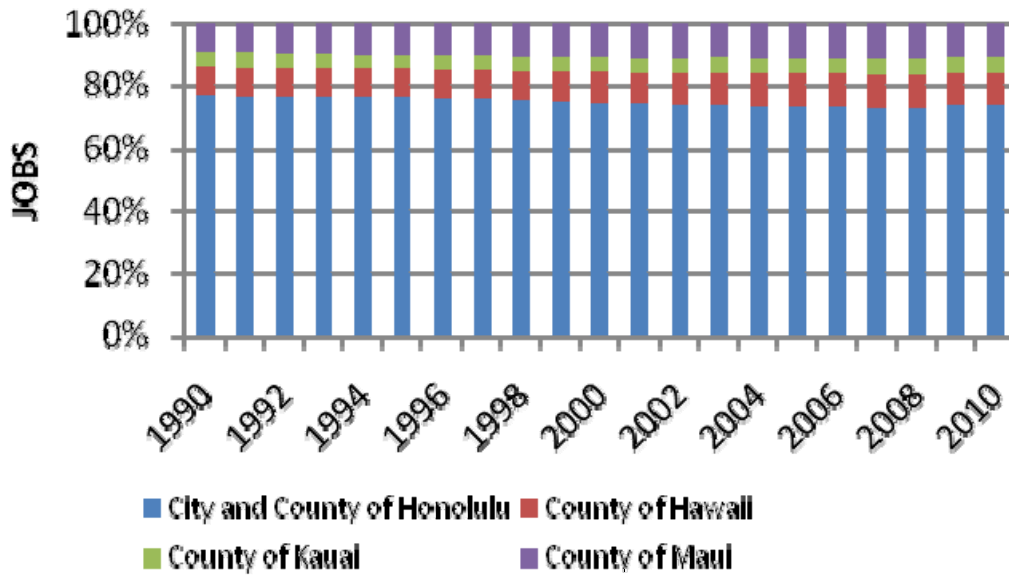 100%
80%
60%
40%
20%
0%
JOBS
1990 1992 1994 1996 1998 2000 2002 2004 2006 2008 2010
City and County of Honolulu County of Hawaii
County of Kauai County of Maui